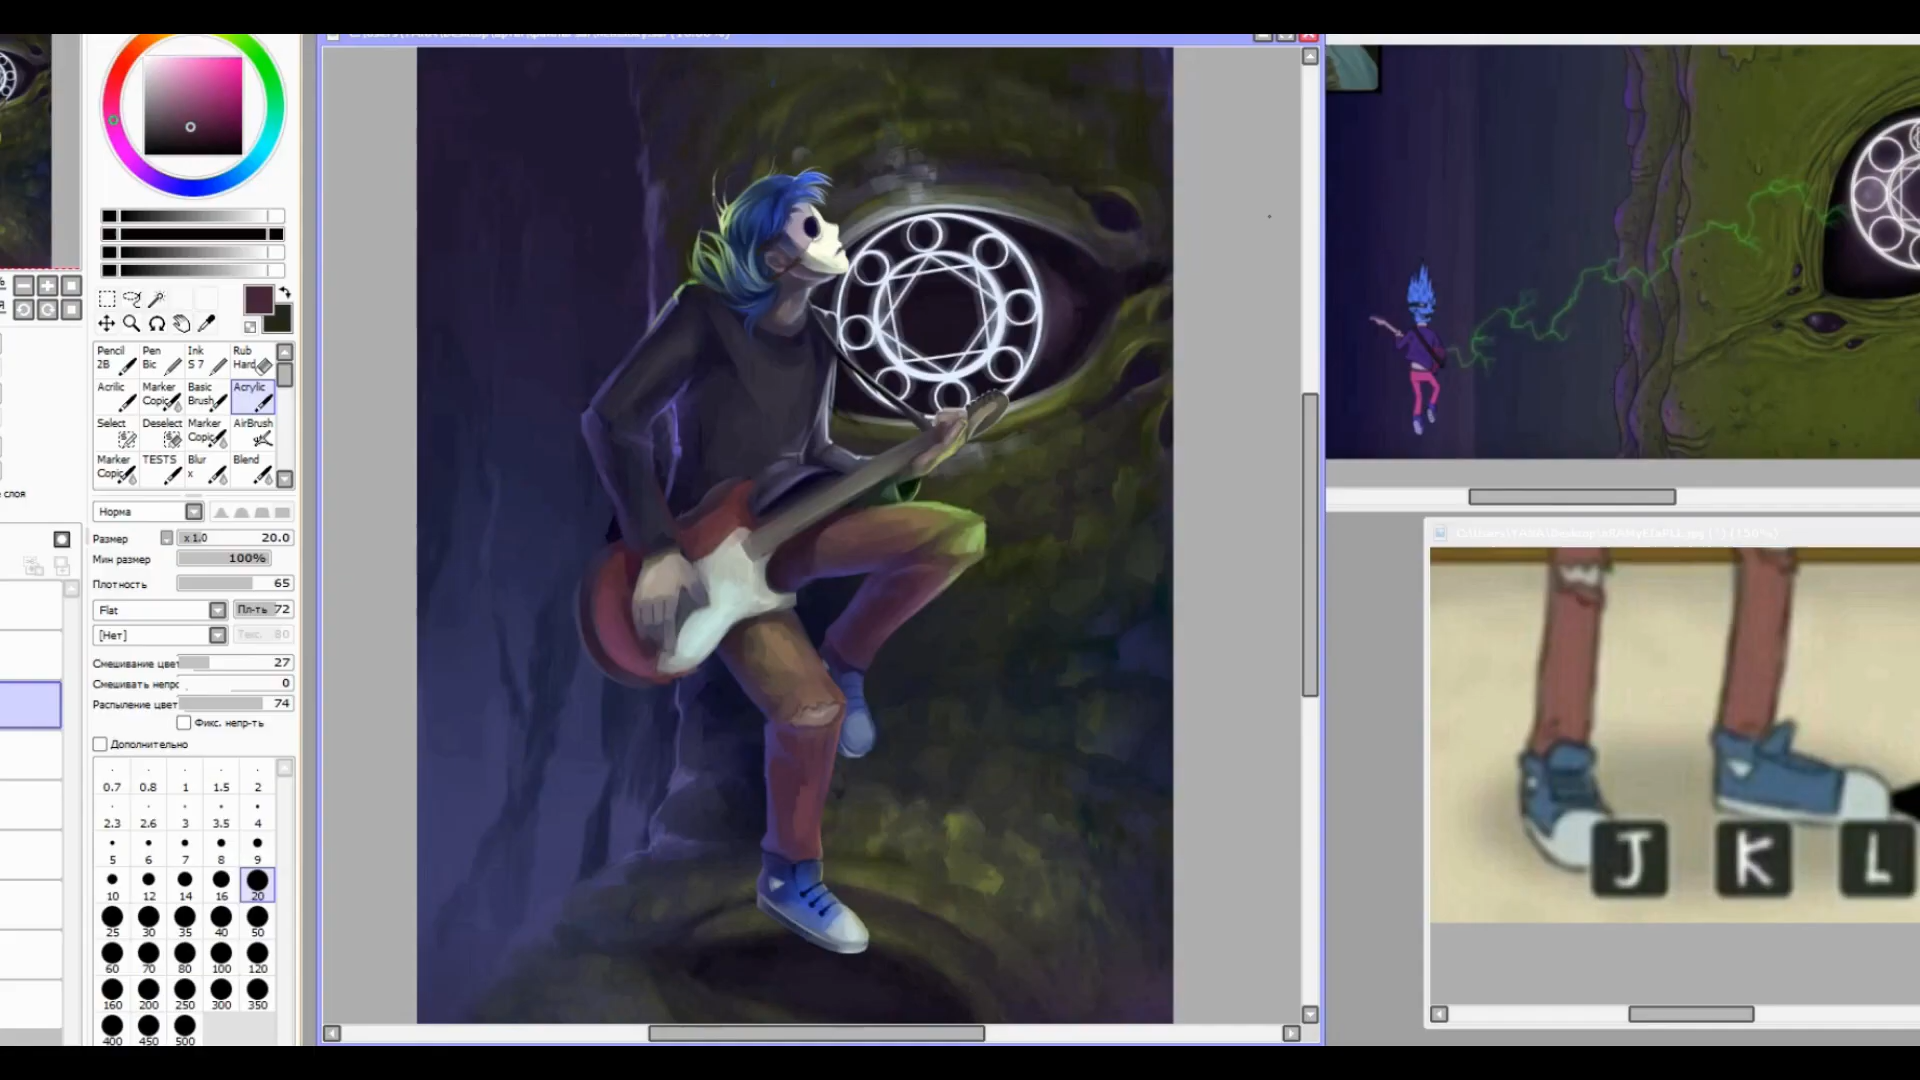 слоя
Pencil
2B
Pen
Bic
Ink
S 7
Rub
Hard
Acrilic
Marker
Copic
Basic
Brush
Acrylic
Select
Deselect
Marker
Copic
AirBrush
Marker
Copic
TESTS
Blur
x
Blend
Норма
Размер x 1.0 20.0
Мин размер 100%
Плотность 65
Flat Пл-ть 72
[Нет] Текс. 80
Смешивание цвет 27
Смешивать непрс 0
Распыление цвет 74
Фикс. непр-ть
Дополнительно
0.7 0.8 1 1.5 2
2.3 2.6 3 3.5 4
5 6 7 8 9
10 12 14 16 20
25 30 35 40 50
60 70 80 100 120
160 200 250 300 350
400 450 500
J K L